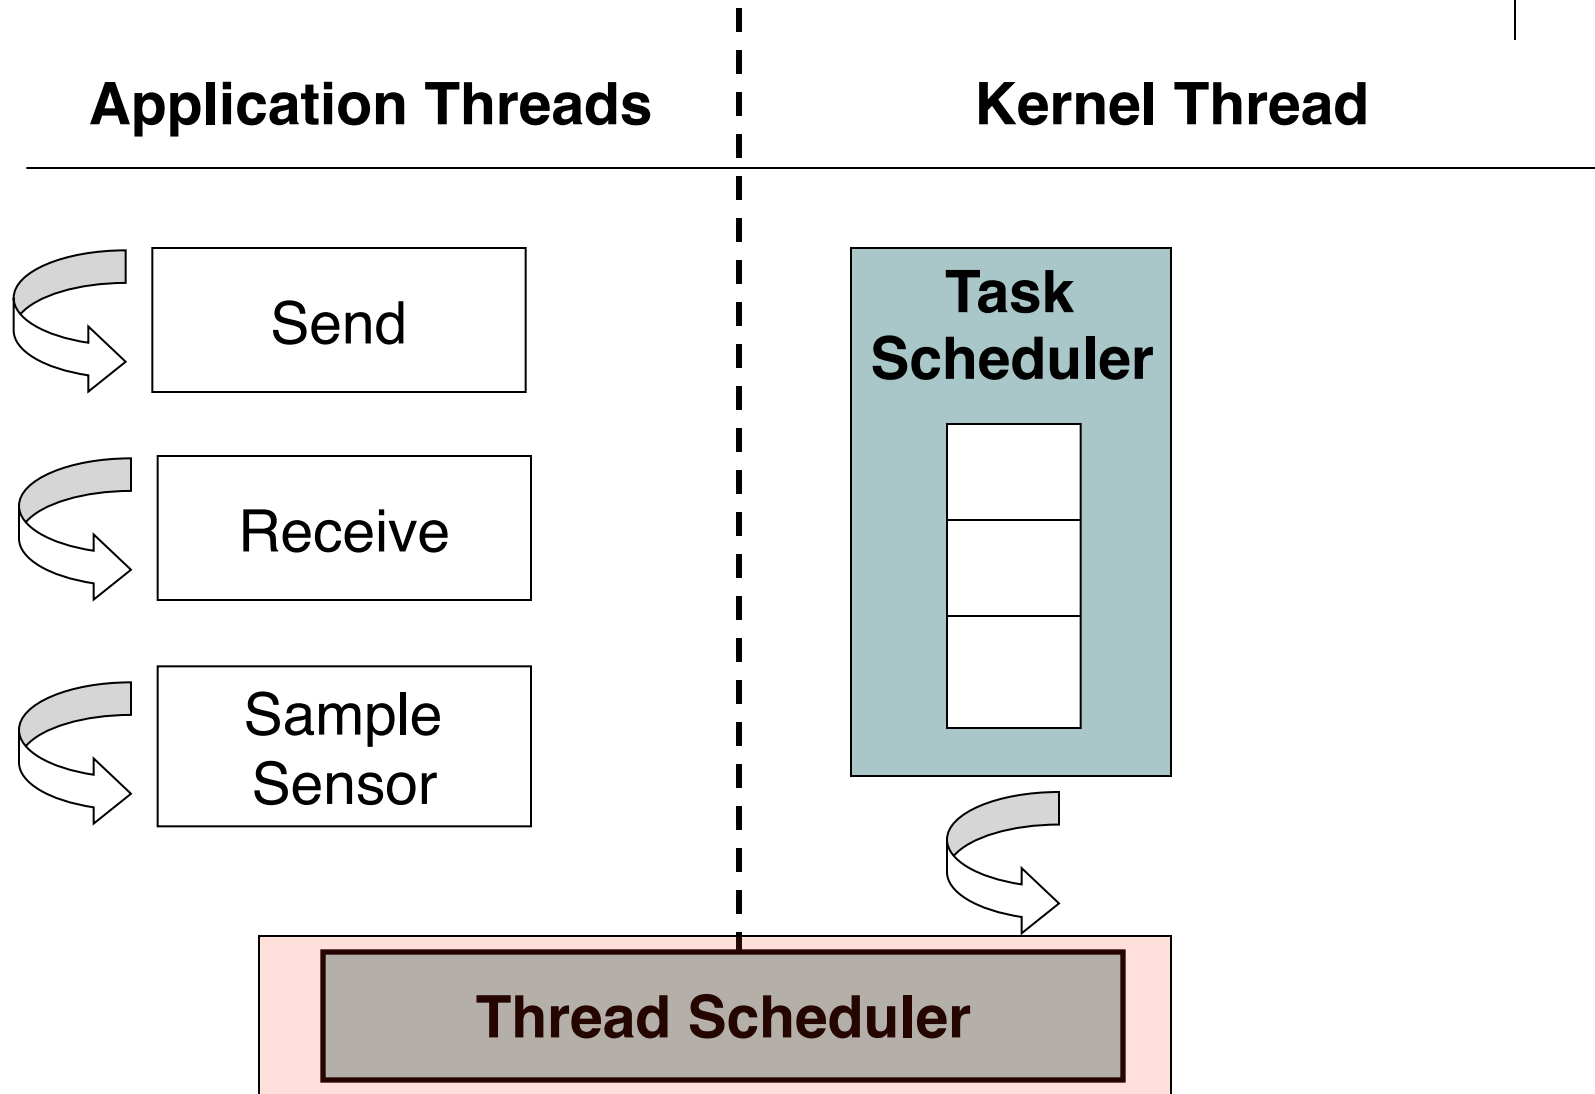 Application Threads
Kernel Thread
Send
Receive
Sample
Sensor
Task
Scheduler
Thread Scheduler